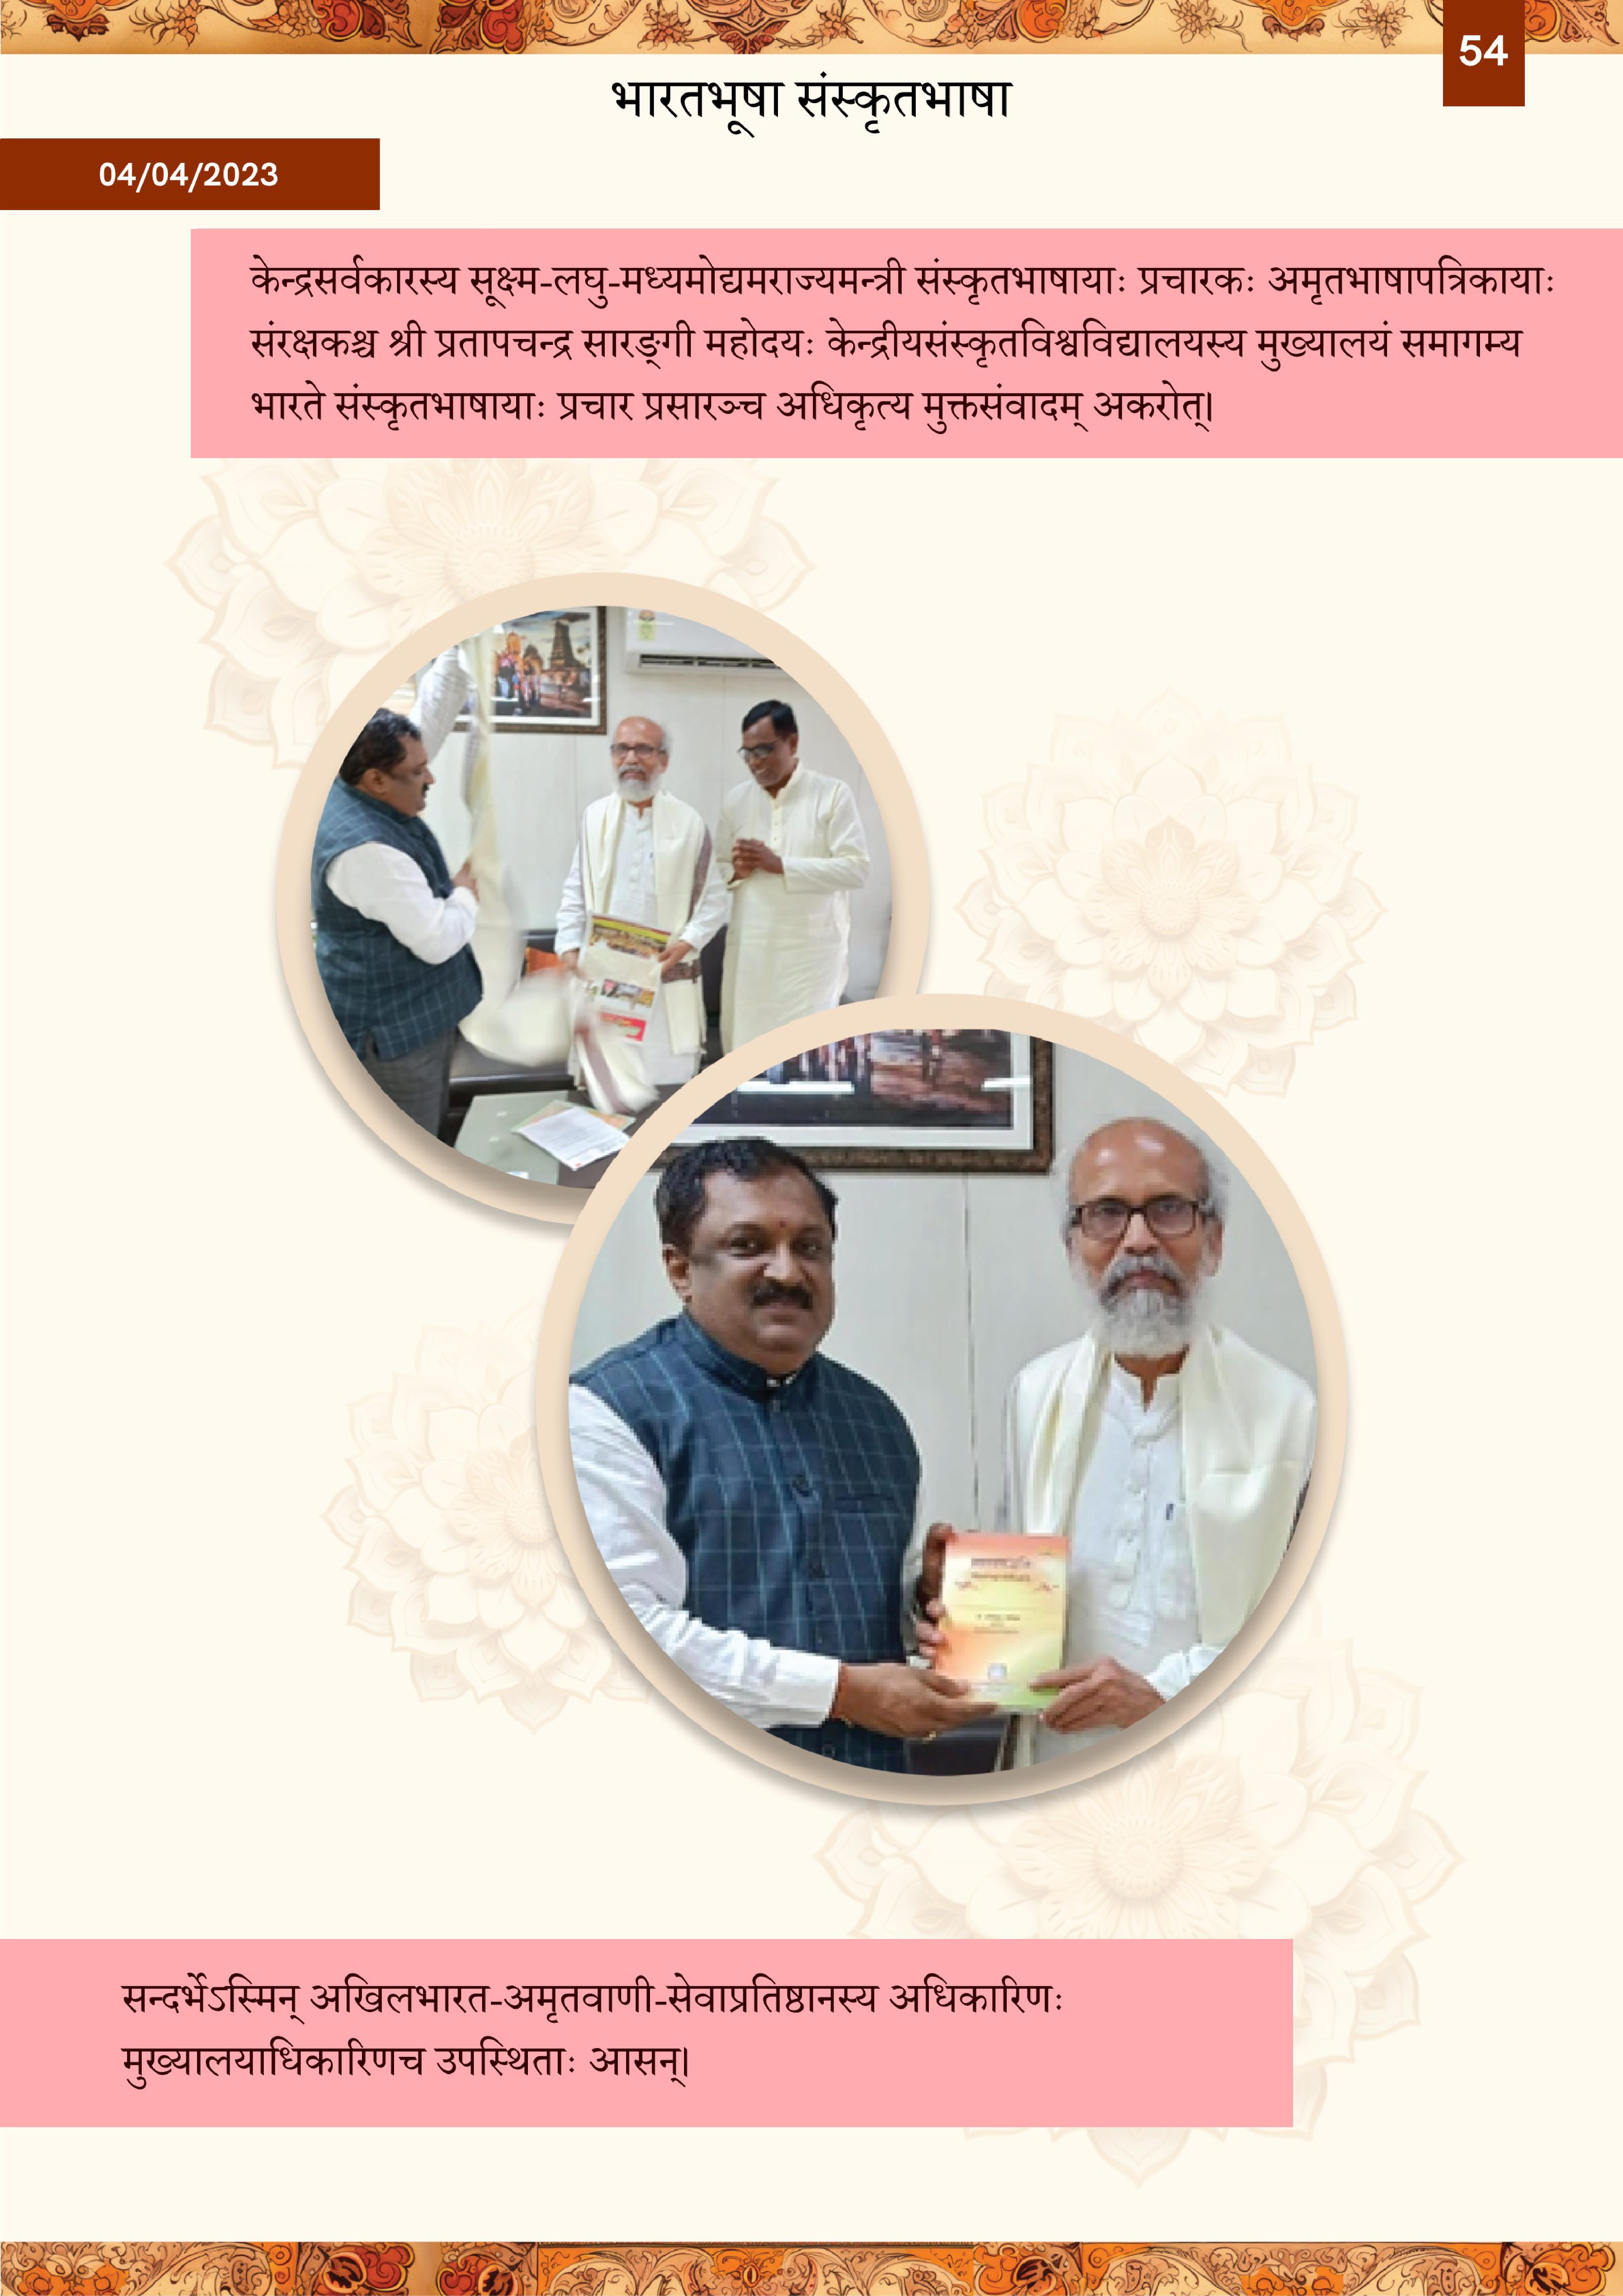 54
भारतभूषा संस्कृतभाषा
04/04/2023
केन्द्रसर्वकारस्य सूक्ष्म-लघु-मध्यमोद्यमराज्यमन्त्री संस्कृतभाषायाः प्रचारकः अमृतभाषापत्रिकायाः
संरक्षकश्च श्री प्रतापचन्द्र सारङ्गी महोदयः केन्द्रीयसंस्कृतविश्वविद्यालयस्य मुख्यालयं समागम्य
भारते संस्कृतभाषायाः प्रचार प्रसारञ्च अधिकृत्य मुक्तसंवादम् अकरोत्।
सन्दर्भेऽस्मिन् अखिलभारत-अमृतवाणी-सेवाप्रतिष्ठानस्य अधिकारिणः
मुख्यालयाधिकारिणच उपस्थिताः आसन्।